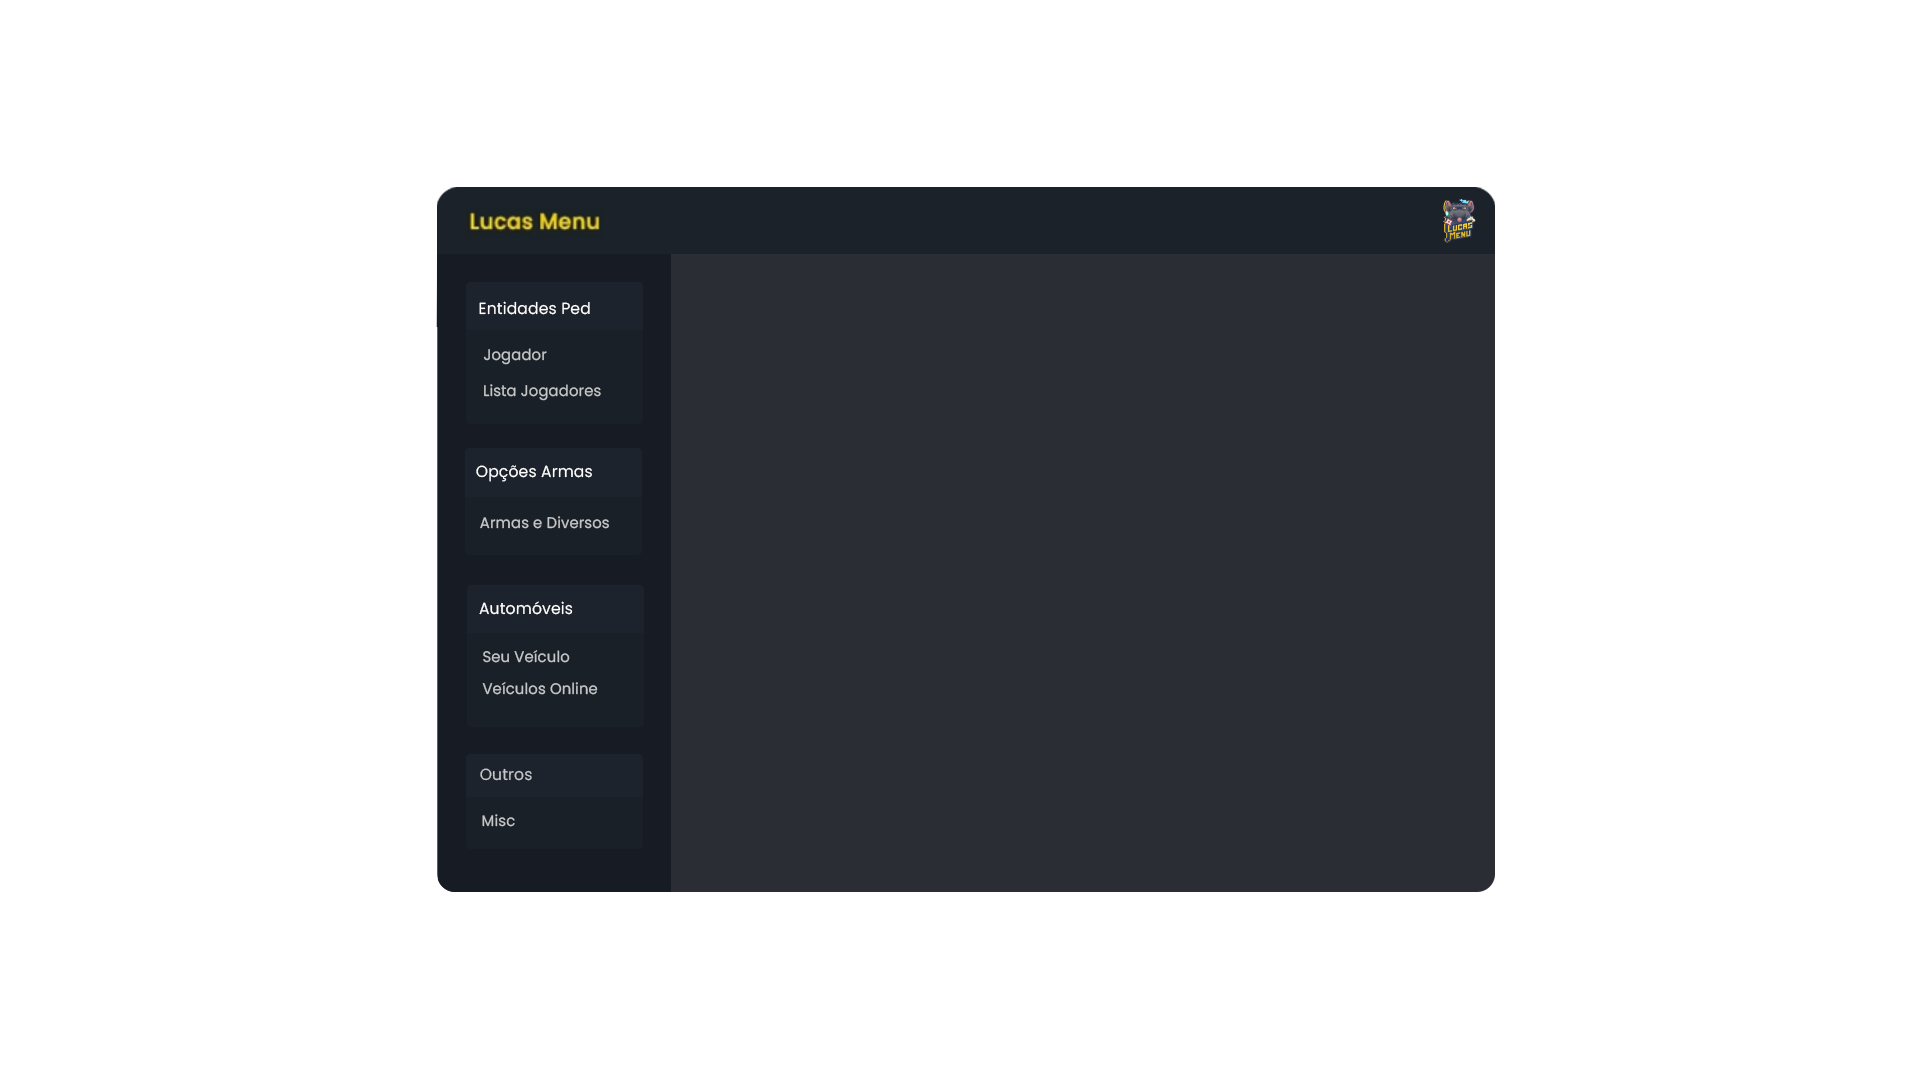 Lucas Menu
LUCAS
MENU
Entidades Ped
Jogador
Lista Jogadores
Opções Armas
Armas e Diversos
Automóveis
Seu Veículo
Veículos Online
Outros
Misc